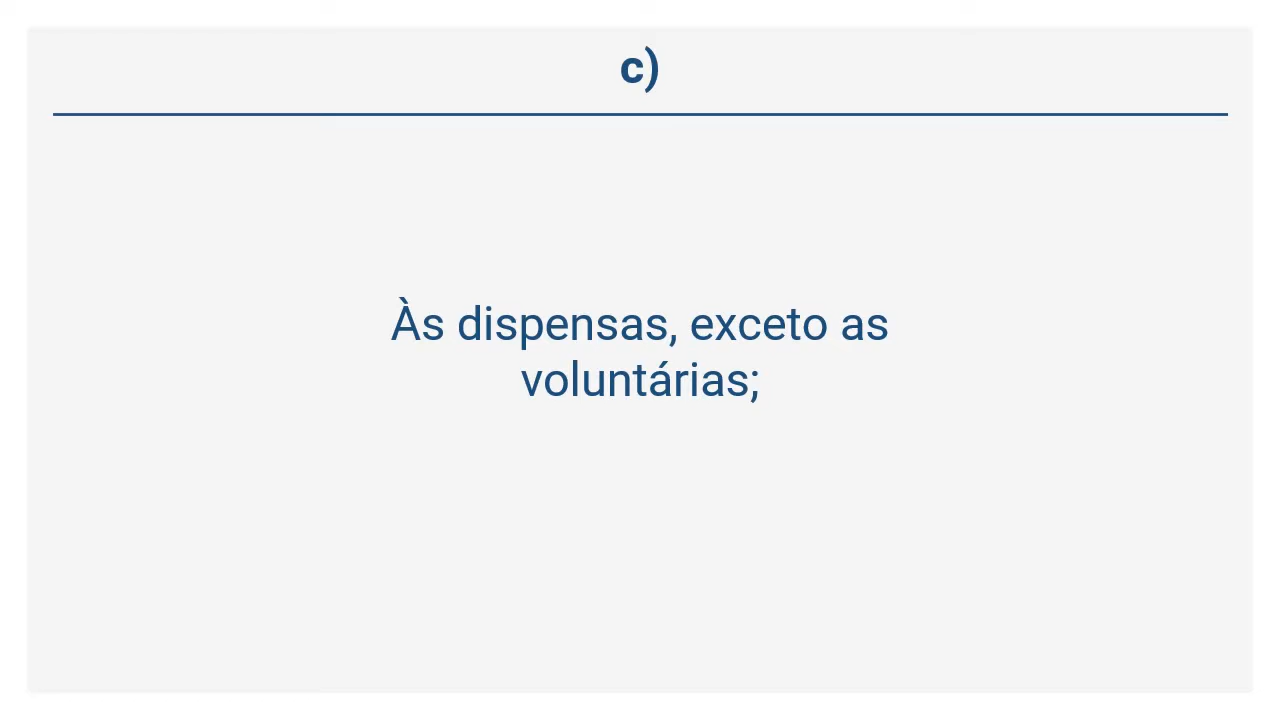 c)
Às dispensas, exceto as
voluntárias;